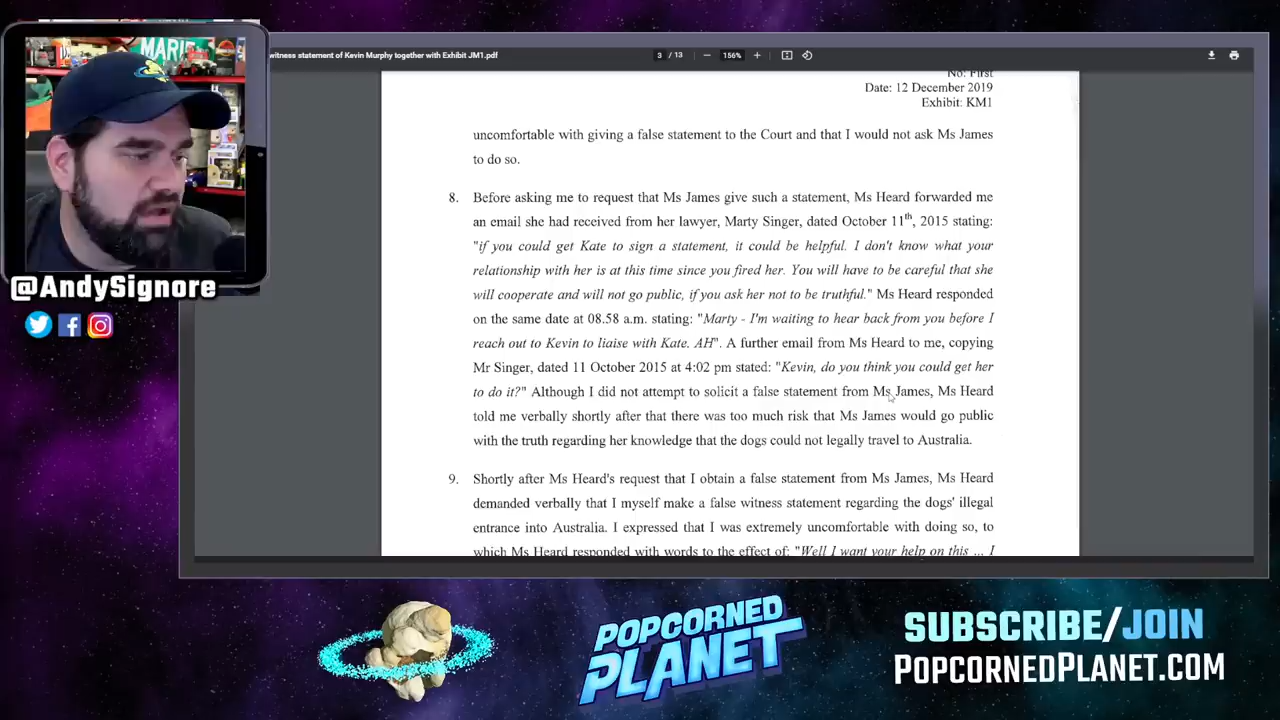 MARIE
witness statement of Kevin Murphy together with Exhibit JM1.pdf
3 / 13
156%
No: First
Date: 12 December 2019
Exhibit: KM1
uncomfortable with giving a false statement to the Court and that I would not ask Ms James
to do so.
8. Before asking me to request that Ms James give such a statement, Ms Heard forwarded me
an email she had received from her lawyer, Marty Singer, dated October 11th, 2015 stating:
"if you could get Kate to sign a statement, it could be helpful. I don't know what your
relationship with her is at this time since you fired her. You will have to be careful that she
will cooperate and will not go public, if you ask her not to be truthful." Ms Heard responded
on the same date at 08.58 a.m. stating: "Marty - I'm waiting to hear back from you before I
reach out to Kevin to liaise with Kate. AH". A further email from Ms Heard to me, copying
Mr Singer, dated 11 October 2015 at 4:02 pm stated: "Kevin, do you think you could get her
to do it?" Although I did not attempt to solicit a false statement from Ms James, Ms Heard
told me verbally shortly after that there was too much risk that Ms James would go public
with the truth regarding her knowledge that the dogs could not legally travel to Australia.
9. Shortly after Ms Heard's request that I obtain a false statement from Ms James, Ms Heard
demanded verbally that I myself make a false witness statement regarding the dogs' illegal
entrance into Australia. I expressed that I was extremely uncomfortable with doing so, to
which Ms Heard responded with words to the effect of: "Well I want your help on this ... I
@AndySignore
POPCORNED
PLANET
SUBSCRIBE/JOIN
POPCORNEDPLANET.COM